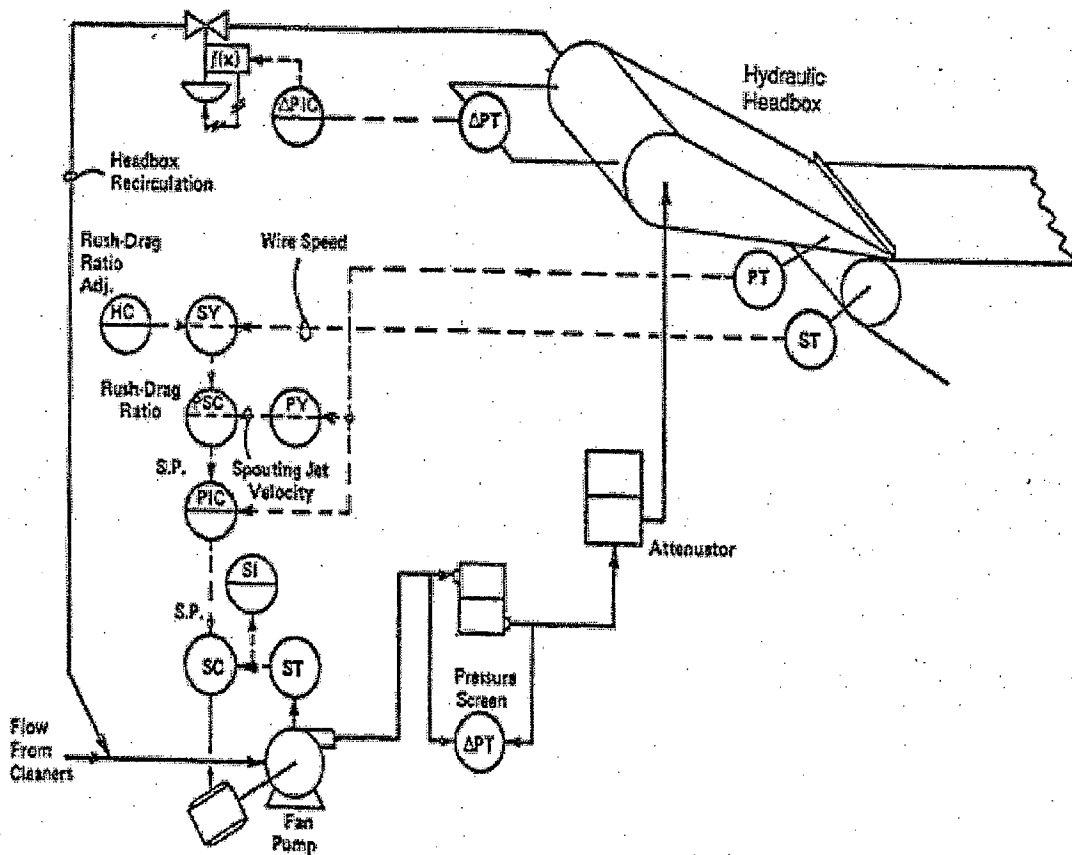 f(x)
ΔPIC
ΔPT
Hydraulic
Headbox
Headbox
Recirculation
Rush-Drag
Ratio
Adj.
Wire Speed
HC
SY
PT
ST
Rush-Drag
Ratio
PSC
PY
S.P.
Spouting Jet
Velocity
PIC
Attenuator
SI
S.P.
SC
ST
Pressure
Screen
ΔPT
Flow
From
Cleaners
Fan
Pump